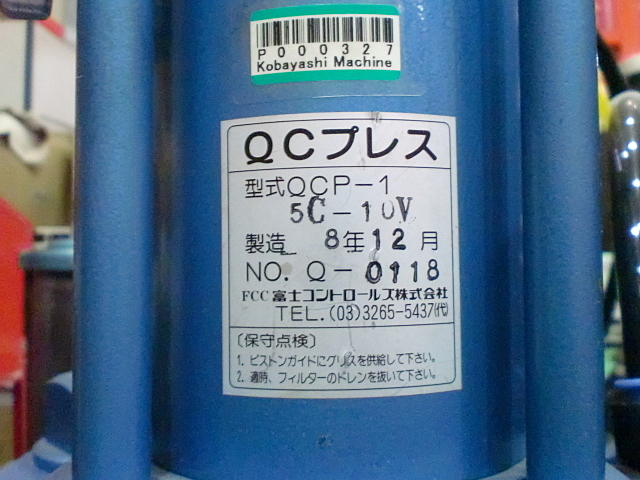 P000327
Kobayashi Machine
QCプレス
型式QCP-1
5C-10V
製造 8年12月
NO. Q-0118
FCC 富士コントロールズ株式会社
TEL.(03)3265-5437(代)
〔保守点検〕
1. ピストンガイドにグリスを供給して下さい。
2. 適時、フィルターのドレンを抜いて下さい。